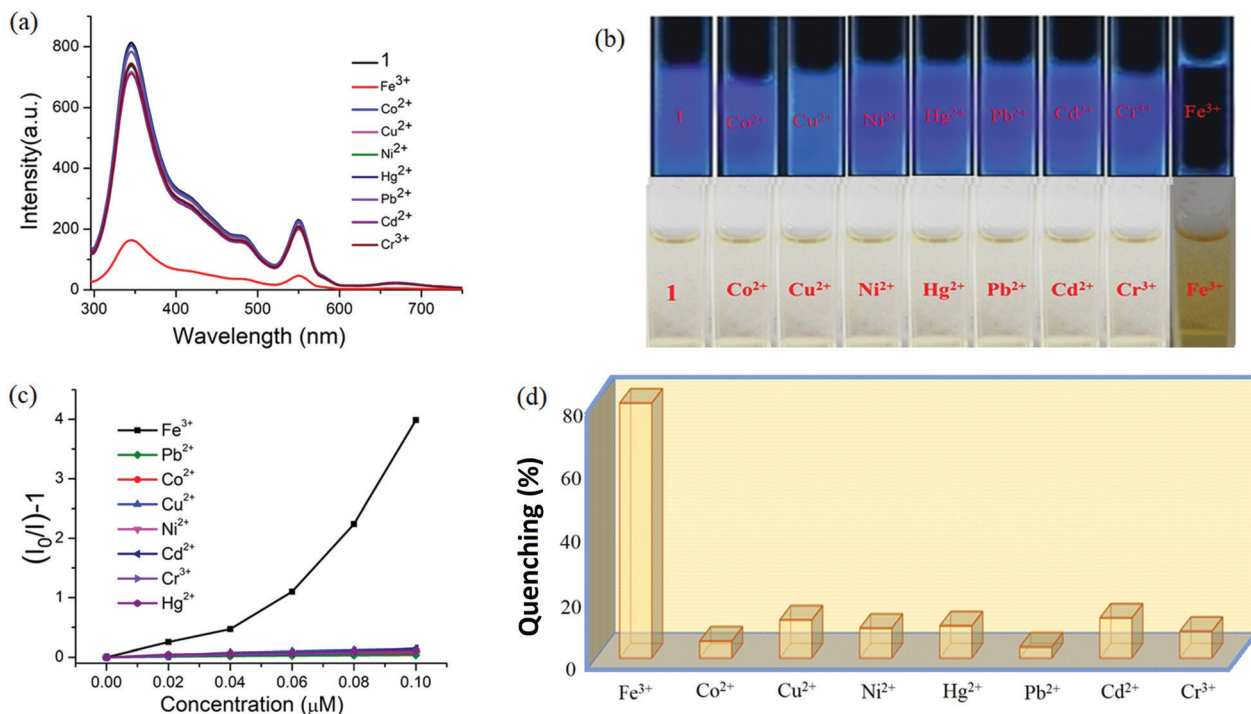 (a)
800
600
400
200
0
Intensity(a.u.)
300 400 500 600 700
Wavelength (nm)
1
Fe³⁺
Co²⁺
Cu²⁺
Ni²⁺
Hg²⁺
Pb²⁺
Cd²⁺
Cr³⁺
(b)
1 Co²⁺ Cu²⁺ Ni²⁺ Hg²⁺ Pb²⁺ Cd²⁺ Cr³⁺ Fe³⁺
1 Co²⁺ Cu²⁺ Ni²⁺ Hg²⁺ Pb²⁺ Cd²⁺ Cr³⁺ Fe³⁺
(c)
4
3
2
1
0
(I₀/I)-1
Fe³⁺
Pb²⁺
Co²⁺
Cu²⁺
Ni²⁺
Cd²⁺
Cr³⁺
Hg²⁺
0.00 0.02 0.04 0.06 0.08 0.10
Concentration (μM)
(d)
80
60
40
20
0
Quenching (%)
Fe³⁺ Co²⁺ Cu²⁺ Ni²⁺ Hg²⁺ Pb²⁺ Cd²⁺ Cr³⁺